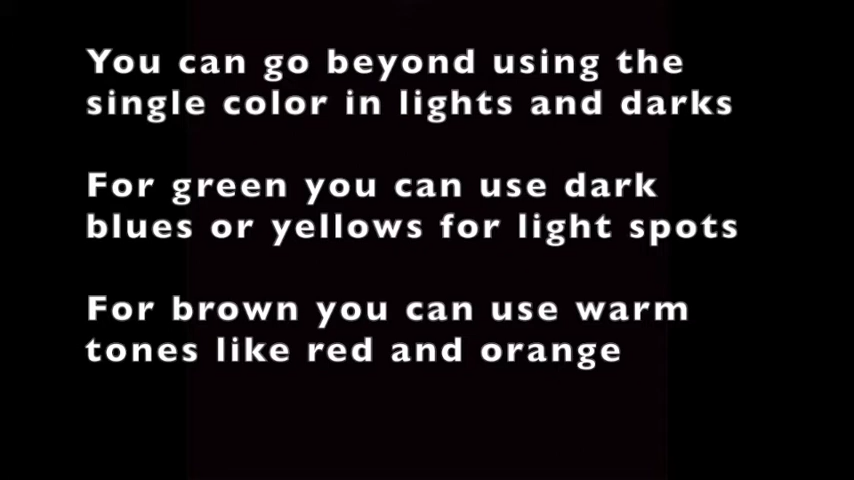 You can go beyond using the
single color in lights and darks
For green you can use dark
blues or yellows for light spots
For brown you can use warm
tones like red and orange